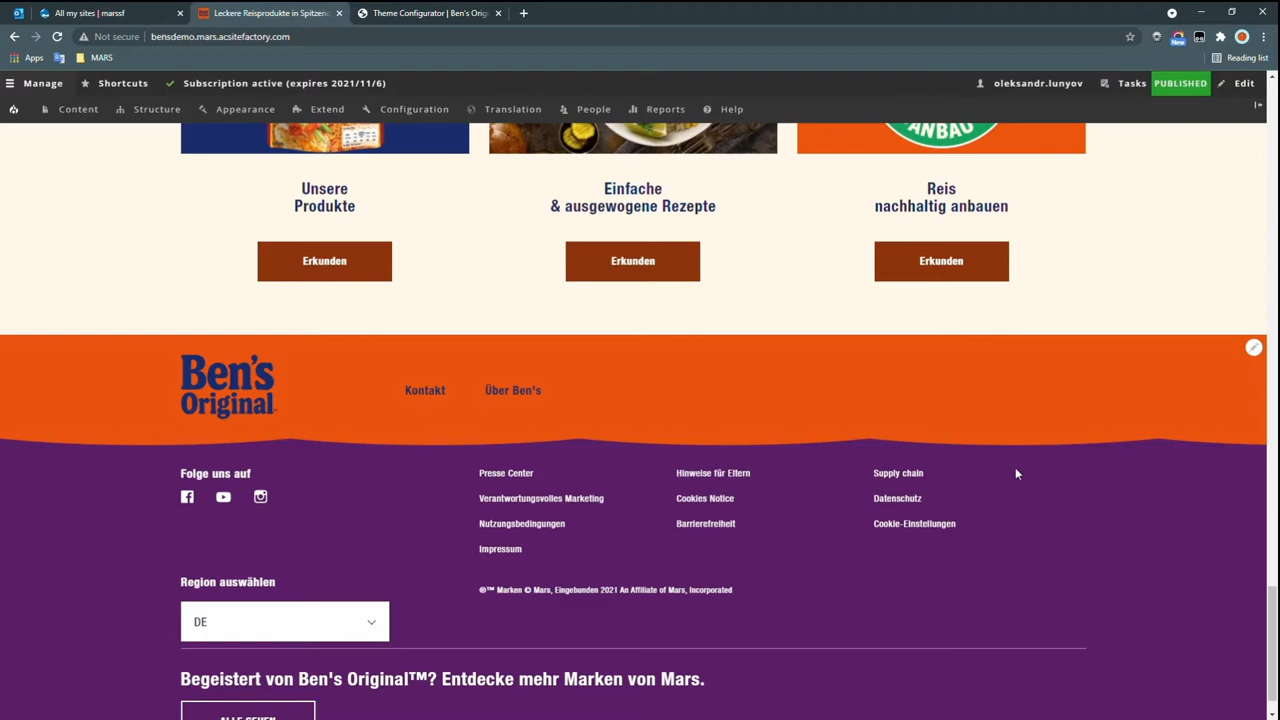 All my sites | marssf
Leckere Reisprodukte in Spitzen
Theme Configurator | Ben's Orig
Not secure
bensdemo.mars.acsitefactory.com
New
Apps
MARS
Reading list
Manage
Shortcuts
Subscription active (expires 2021/11/6)
oleksandr.lunyov
Tasks
PUBLISHED
Edit
Content
Structure
Appearance
Extend
Configuration
Translation
People
Reports
Help
ANBAU
Unsere
Produkte
Einfache
& ausgewogene Rezepte
Reis
nachhaltig anbauen
Erkunden
Erkunden
Erkunden
Ben's
Original
Kontakt
Über Ben's
Folge uns auf
Presse Center
Hinweise für Eltern
Supply chain
Verantwortungsvolles Marketing
Cookies Notice
Datenschutz
Nutzungsbedingungen
Barrierefreiheit
Cookie-Einstellungen
Impressum
Region auswählen
®™ Marken © Mars, Eingebunden 2021 An Affiliate of Mars, Incorporated
DE
Begeistert von Ben's Original™? Entdecke mehr Marken von Mars.
ALLE SEHEN